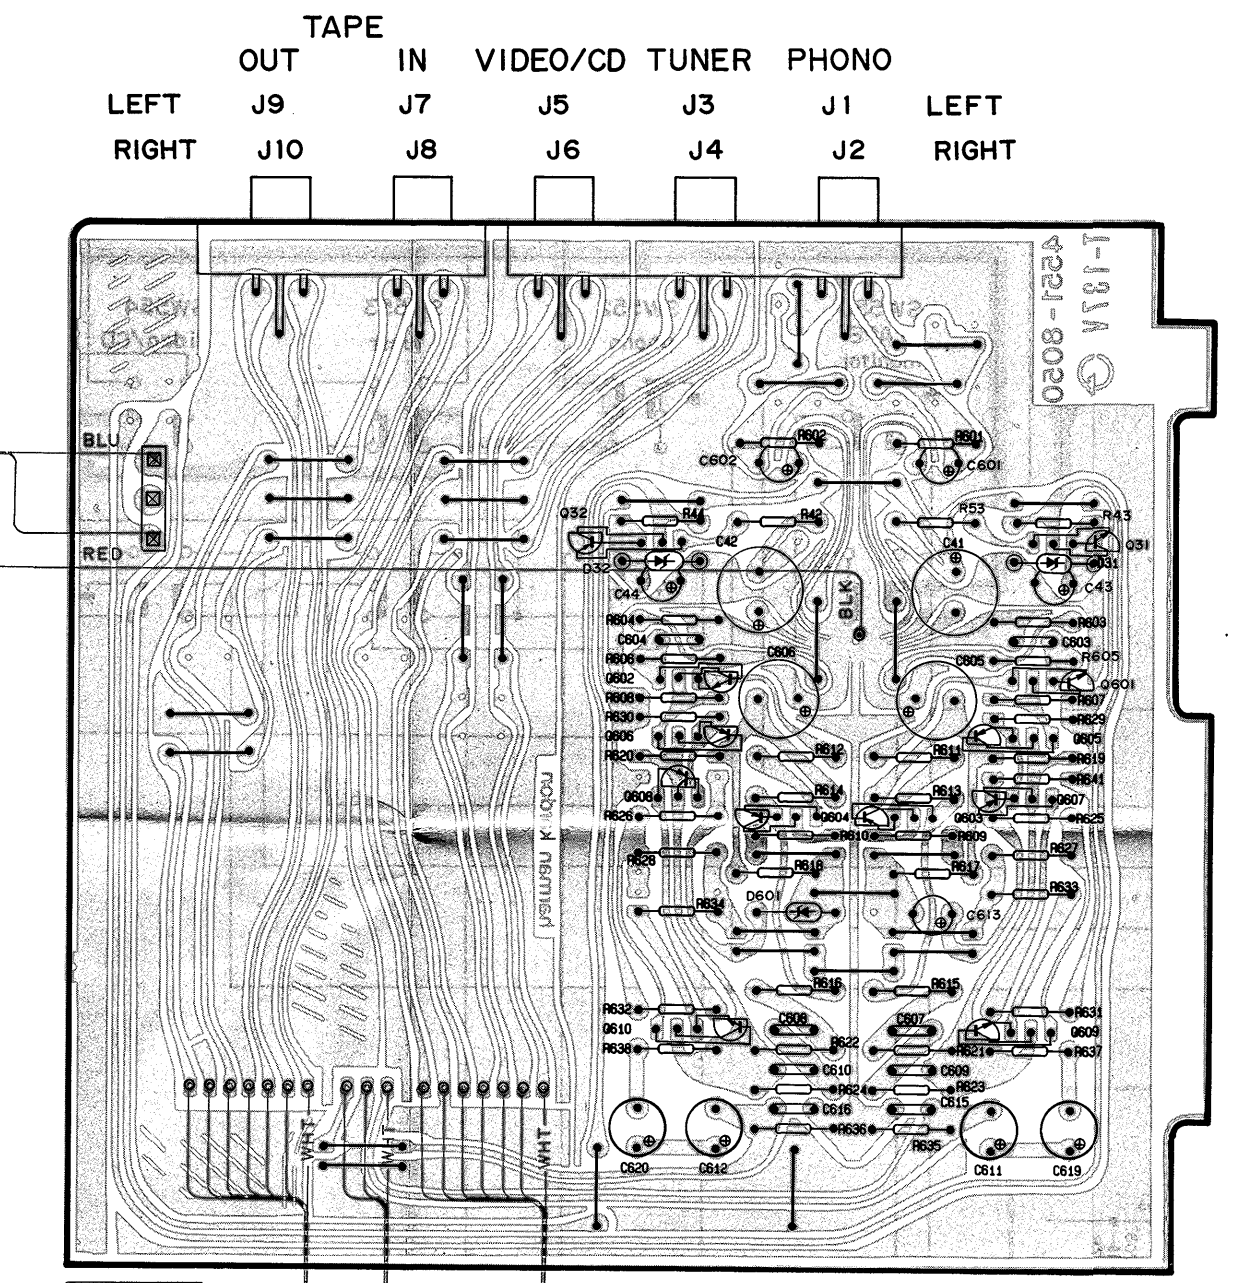 TAPE
OUT IN VIDEO/CD TUNER PHONO
LEFT J9 J7 J5 J3 J1 LEFT
RIGHT J10 J8 J6 J4 J2 RIGHT
4551-8050
BLU
RED
R602 R601
C602 C601
Q32 R44 R42 R53 R43
C42 C41 Q31
D32 D31
C44 C43
BLK
R604 R603
C604 C603
R606 C606 C605 R605
Q602 Q601
R608 R607
R630 R629
Q606 Q605
R620 R612 R611 R619
R641
Q608 R614 R613 Q607
R626 Q604 Q603 R625
R610 R609
R628 R627
R618 R617
R633
D601
R634 C613
R616 R615
R632 R631
Q610 C608 C607 Q609
R638 R622 R621 R637
C610 C609
R624 R623
C616 C615
WHT WHT WHT
R636 R635
C620 C612 C611 C619